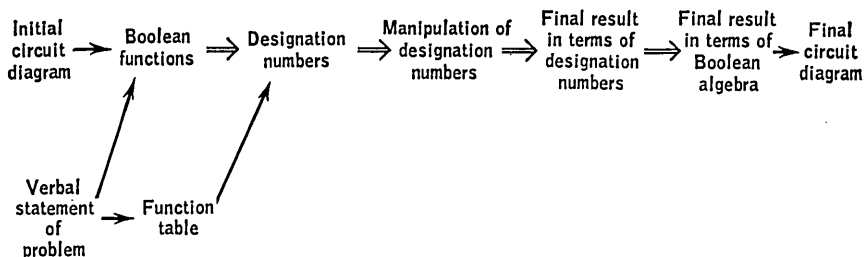 Initial
circuit
diagram
Boolean
functions
Designation
numbers
Manipulation of
designation
numbers
Final result
in terms of
designation
numbers
Final result
in terms of
Boolean
algebra
Final
circuit
diagram
Verbal
statement
of
problem
Function
table